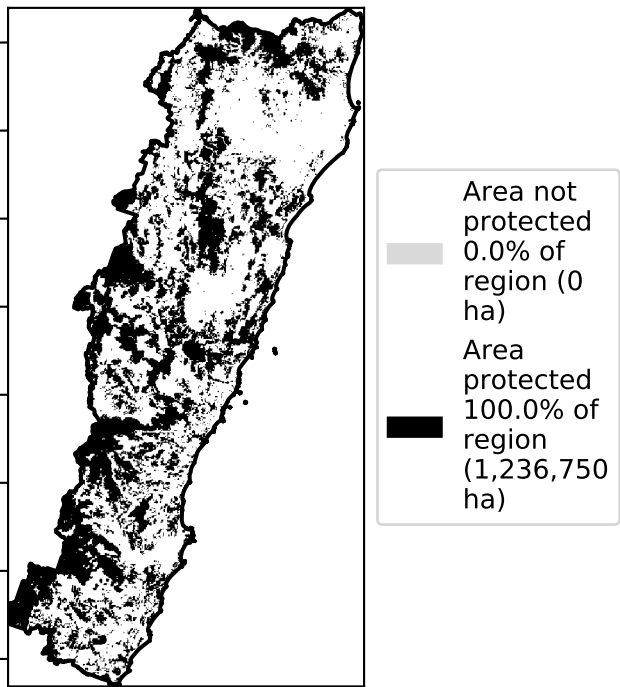 Area not
protected
0.0% of
region (0
ha)
Area
protected
100.0% of
region
(1,236,750
ha)